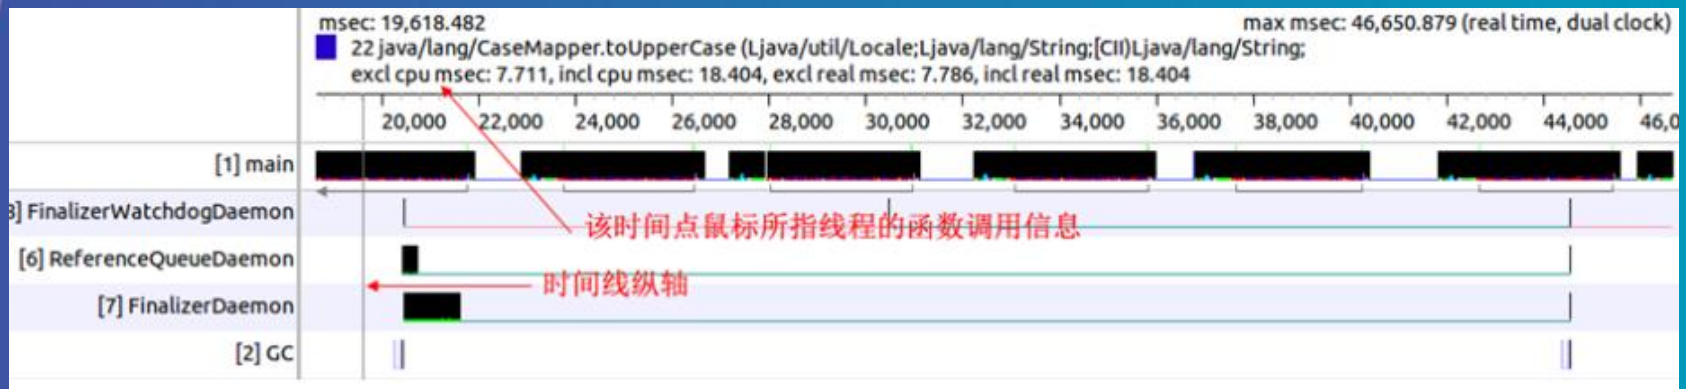 msec: 19,618.482 max msec: 46,650.879 (real time, dual clock)
22 java/lang/CaseMapper.toUpperCase (Ljava/util/Locale;Ljava/lang/String;[CII)Ljava/lang/String;
excl cpu msec: 7.711, incl cpu msec: 18.404, excl real msec: 7.786, incl real msec: 18.404
20,000 22,000 24,000 26,000 28,000 30,000 32,000 34,000 36,000 38,000 40,000 42,000 44,000 46,0
[1] main
8] FinalizerWatchdogDaemon
该时间点鼠标所指线程的函数调用信息
[6] ReferenceQueueDaemon
时间线纵轴
[7] FinalizerDaemon
[2] GC